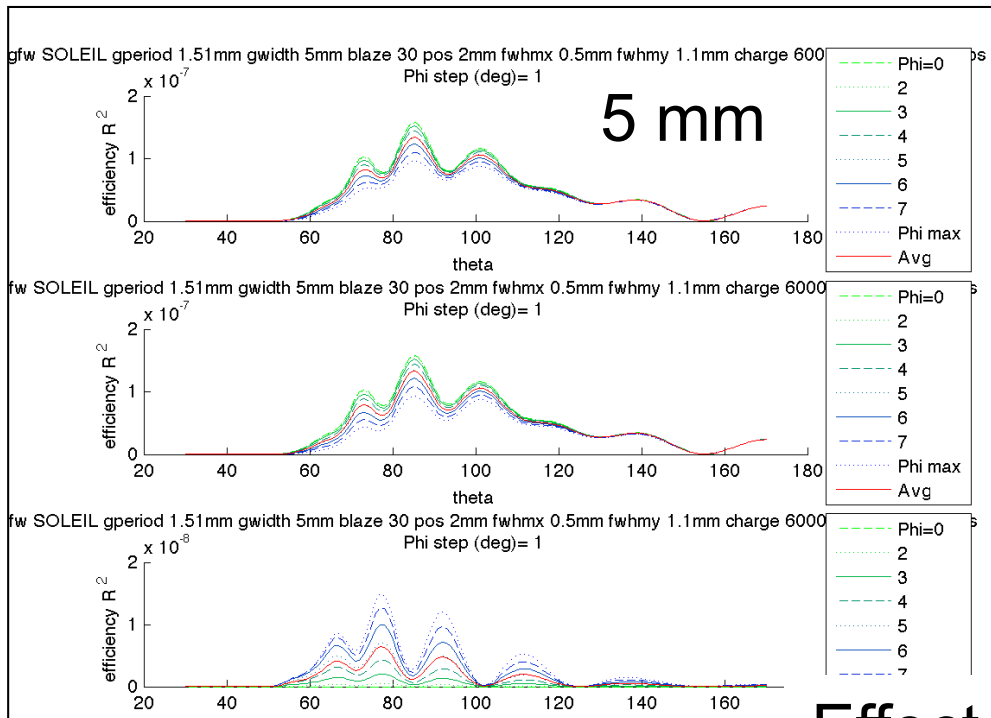 gfw SOLEIL gperiod 1.51mm gwidth 5mm blaze 30 pos 2mm fwhmx 0.5mm fwhmy 1.1mm charge 600
Phi step (deg)= 1
x 10-7
5 mm
2
1
0
efficiency R2
20 40 60 80 100 120 140 160 180
theta
Phi=0
2
3
4
5
6
7
Phi max
Avg
fw SOLEIL gperiod 1.51mm gwidth 5mm blaze 30 pos 2mm fwhmx 0.5mm fwhmy 1.1mm charge 6000
Phi step (deg)= 1
x 10-7
2
1
0
efficiency R2
20 40 60 80 100 120 140 160 180
theta
Phi=0
2
3
4
5
6
7
Phi max
Avg
fw SOLEIL gperiod 1.51mm gwidth 5mm blaze 30 pos 2mm fwhmx 0.5mm fwhmy 1.1mm charge 6000
Phi step (deg)= 1
x 10-8
2
1
0
efficiency R2
20 40 60 80 100 120 140 160 180
Phi=0
2
3
4
5
6
7
Effect